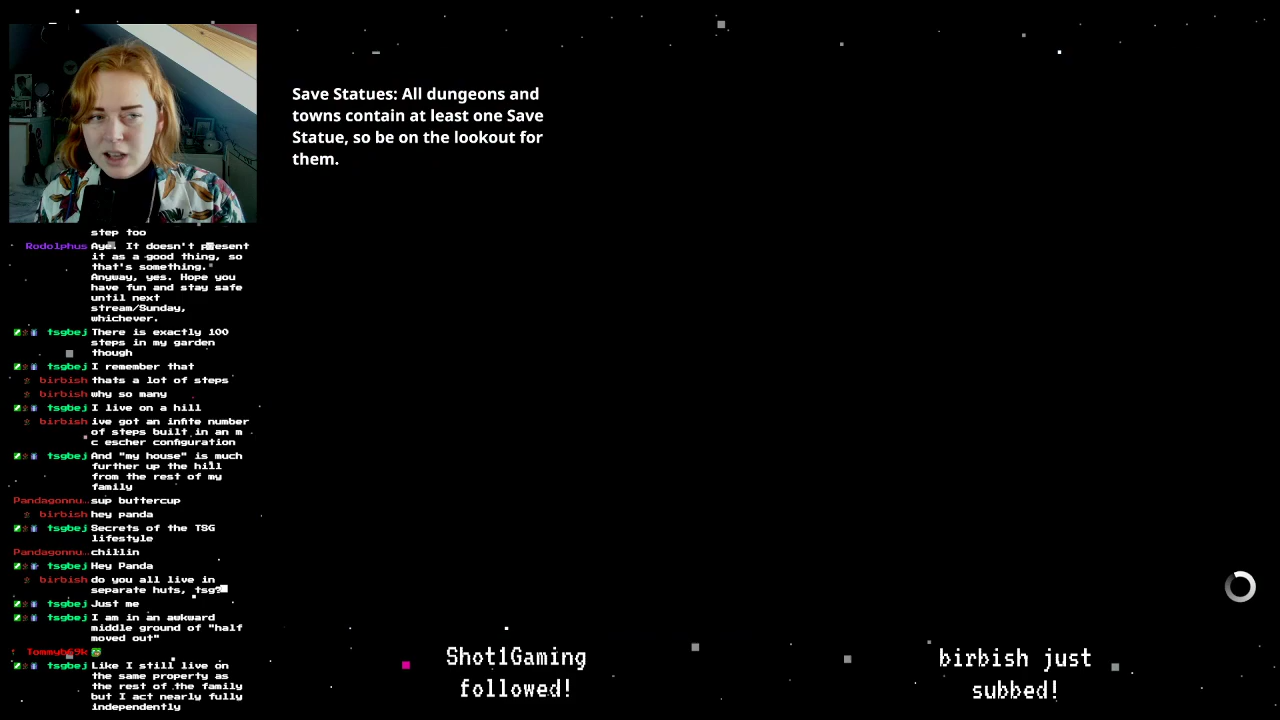 Save Statues: All dungeons and
towns contain at least one Save
Statue, so be on the lookout for
them.
step too
Rodolphus Aye. It doesn't present
it as a good thing, so
that's something.
Anyway, yes. Hope you
have fun and stay safe
until next
stream/Sunday,
whichever.
tsgbej There is exactly 100
steps in my garden
though
tsgbej I remember that
birbish thats a lot of steps
birbish why so many
tsgbej I live on a hill
birbish ive got an infite number
of steps built in an m
c escher configuration
tsgbej And "my house" is much
further up the hill
from the rest of my
family
Pandagonnu… sup buttercup
birbish hey panda
tsgbej Secrets of the TSG
lifestyle
Pandagonnu… chillin
tsgbej Hey Panda
birbish do you all live in
separate huts, tsg?
tsgbej Just me
tsgbej I am in an awkward
middle ground of "half
moved out"
Tommyb69k
tsgbej Like I still live on
the same property as
the rest of the family
but I act nearly fully
independently
Shot1Gaming
followed!
birbish just
subbed!